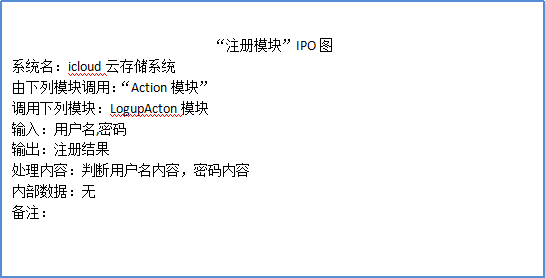 “注册模块”IPO 图
系统名：icloud 云存储系统
由下列模块调用：“Action 模块”
调用下列模块：LogupActon 模块
输入：用户名,密码
输出：注册结果
处理内容：判断用户名内容，密码内容
内部数据：无
备注：